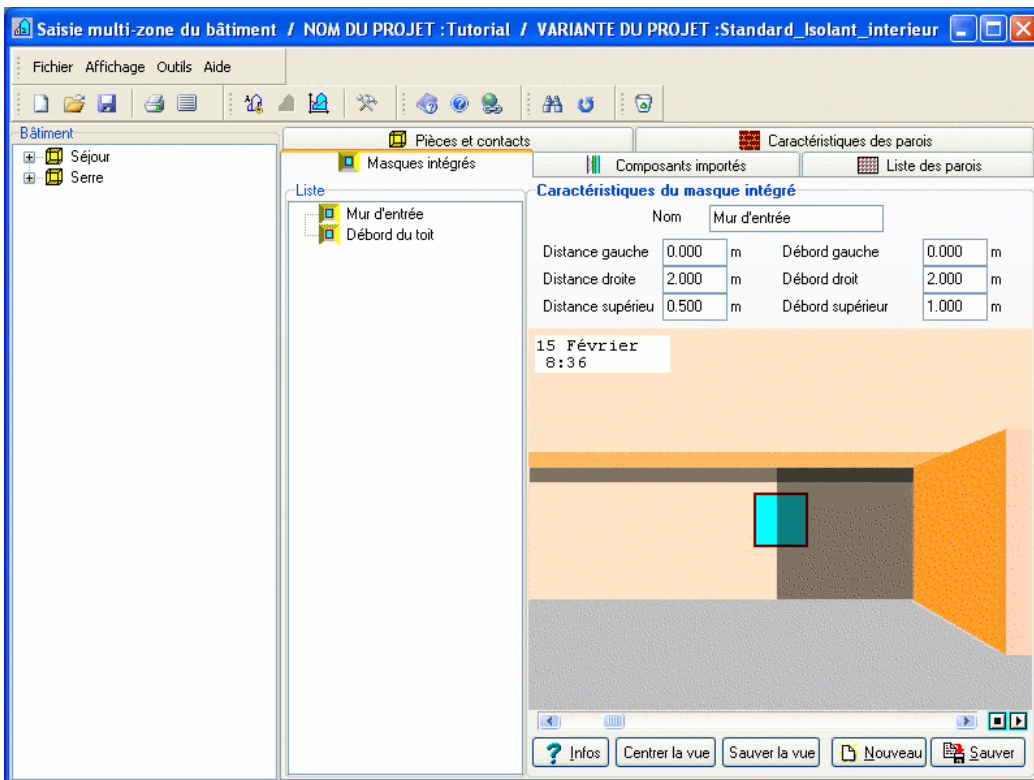 Saisie multi-zone du bâtiment / NOM DU PROJET :Tutorial / VARIANTE DU PROJET :Standard_Isolant_interieur
Fichier Affichage Outils Aide
Bâtiment
Séjour
Serre
Pièces et contacts
Caractéristiques des parois
Masques intégrés
Composants importés
Liste des parois
Liste
Mur d'entrée
Débord du toit
Caractéristiques du masque intégré
Nom Mur d'entrée
Distance gauche 0.000 m Débord gauche 0.000 m
Distance droite 2.000 m Débord droit 2.000 m
Distance supérieu 0.500 m Débord supérieur 1.000 m
15 Février
8:36
? Infos Centrer la vue Sauver la vue Nouveau Sauver